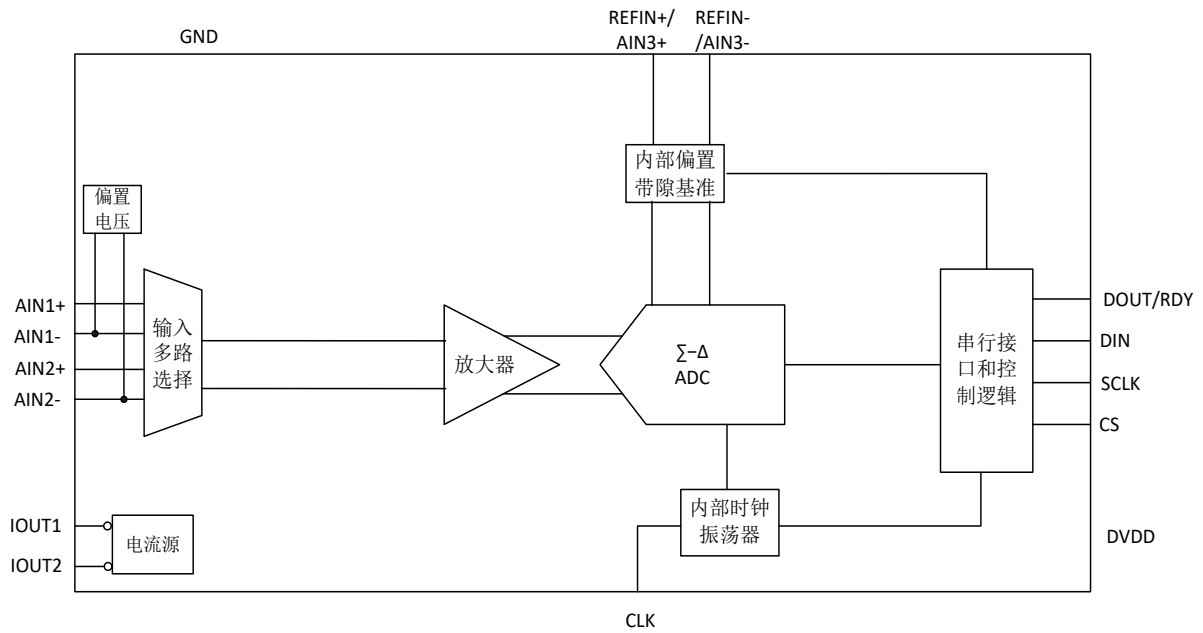 GND
REFIN+/
AIN3+
REFIN-
/AIN3-
内部偏置
带隙基准
偏置
电压
AIN1+
AIN1-
AIN2+
AIN2-
输入
多路
选择
放大器
∑-Δ
ADC
串行接
口和控
制逻辑
DOUT/RDY
DIN
SCLK
CS
IOUT1
IOUT2
电流源
内部时钟
振荡器
DVDD
CLK